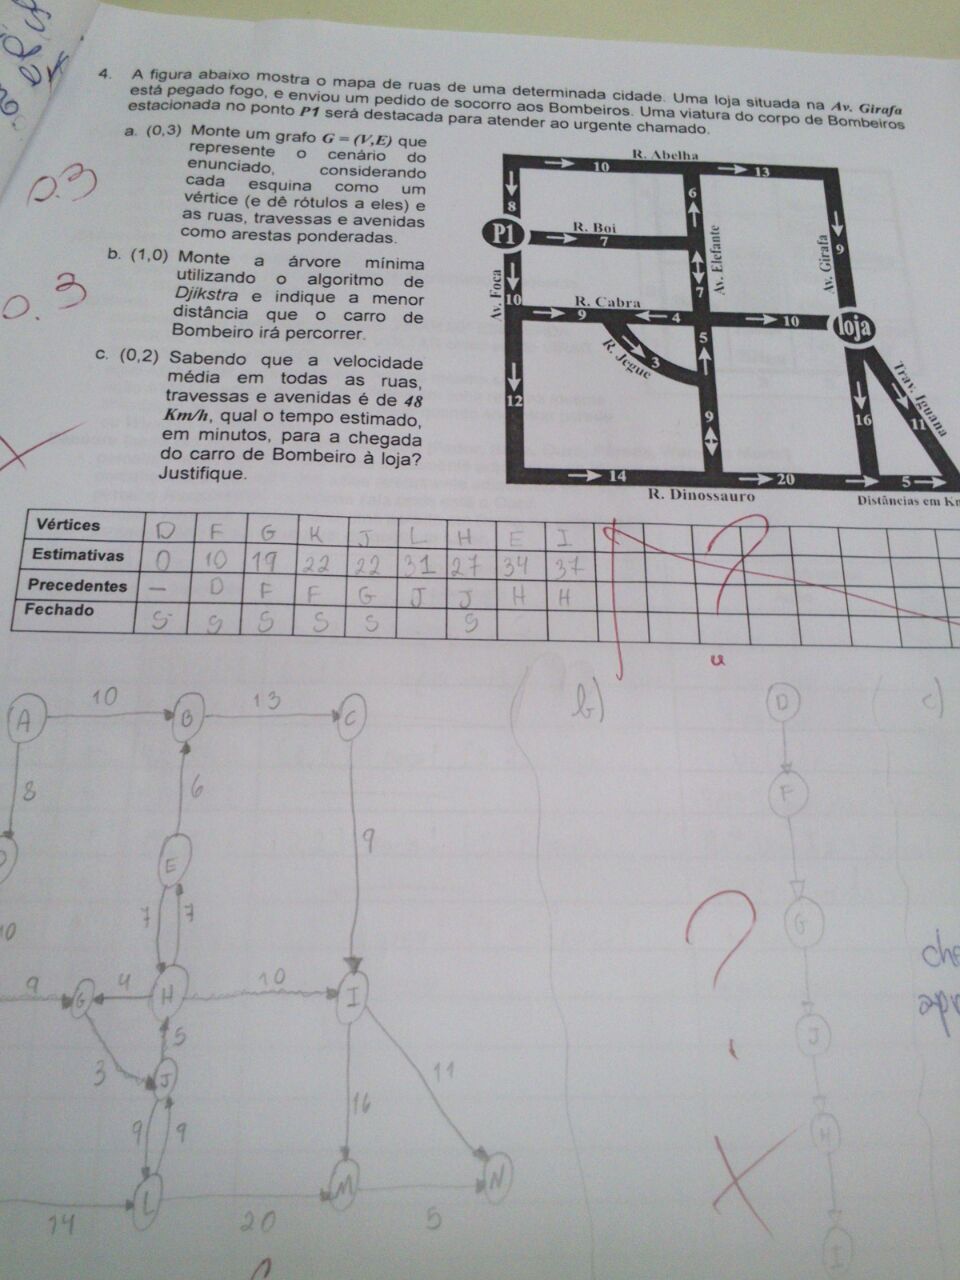 4. A figura abaixo mostra o mapa de ruas de uma determinada cidade. Uma loja situada na Av. Girafa
está pegado fogo, e enviou um pedido de socorro aos Bombeiros. Uma viatura do corpo de Bombeiros
estacionada no ponto P1 será destacada para atender ao urgente chamado.
a. (0,3) Monte um grafo G = (V,E) que
represente o cenário do
enunciado, considerando
cada esquina como um
vértice (e dê rótulos a eles) e
as ruas, travessas e avenidas
como arestas ponderadas.
0.3
b. (1,0) Monte a árvore mínima
utilizando o algoritmo de
Djikstra e indique a menor
distância que o carro de
Bombeiro irá percorrer.
0.3
c. (0,2) Sabendo que a velocidade
média em todas as ruas,
travessas e avenidas é de 48
Km/h, qual o tempo estimado,
em minutos, para a chegada
do carro de Bombeiro à loja?
Justifique.
R. Abelha
10 13
8 6
P1 R. Boi
7
Av. Elefante
Av. Girafa
9
Av. Foca
10 7
R. Cabra
9 4 10
loja
5
R. Jegue
3
Trav. Iguana
12 9 16 11
14 20 5
R. Dinossauro
Distâncias em Km
Vértices D F G K J L H E I
Estimativas 0 10 19 22 22 31 27 34 37
Precedentes — D F F G J J H H
Fechado S S S S S S
?
A 10 B 13 C
8 6 9
E
7 7
9 G 4 H 10 I
3 J 5
9 9 16 11
14 L 20 M 5 N
b)
D
F
G
J
H
I
?
c)